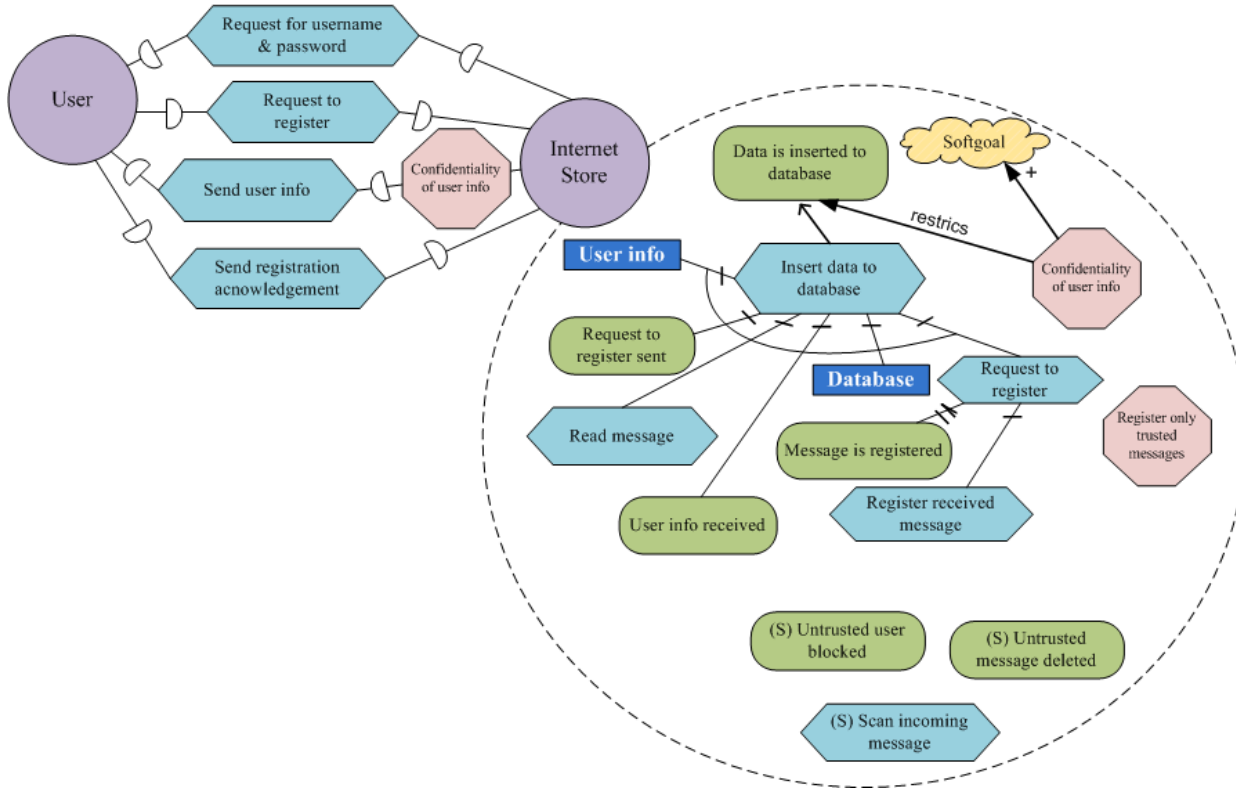 Request for username
& password
User
Request to
register
Internet
Store
Confidentiality
of user info
Send user info
Send registration
acnowledgement
Data is inserted to
database
Softgoal
+
restrics
User info
Insert data to
database
Confidentiality
of user info
Request to
register sent
Database
Request to
register
Read message
Message is registered
Register only
trusted
messages
User info received
Register received
message
(S) Untrusted user
blocked
(S) Untrusted
message deleted
(S) Scan incoming
message